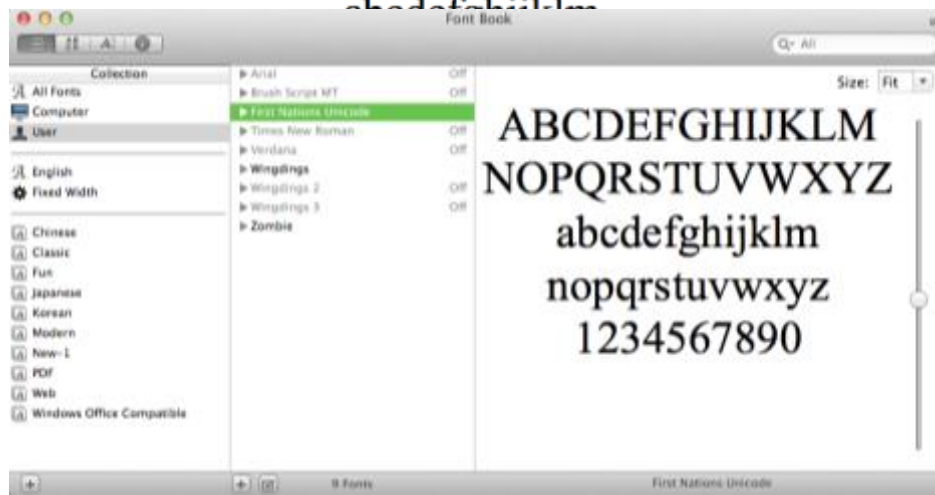 abcdefghijklm
Font Book
All
Collection
All Fonts
Computer
User
English
Fixed Width
Chinese
Classic
Fun
Japanese
Korean
Modern
New-1
PDF
Web
Windows Office Compatible
Arial Off
Brush Script MT Off
First Nations Unicode
Times New Roman Off
Verdana Off
Wingdings
Wingdings 2 Off
Wingdings 3 Off
Zombie
9 Fonts
Size: Fit
ABCDEFGHIJKLM
NOPQRSTUVWXYZ
abcdefghijklm
nopqrstuvwxyz
1234567890
First Nations Unicode